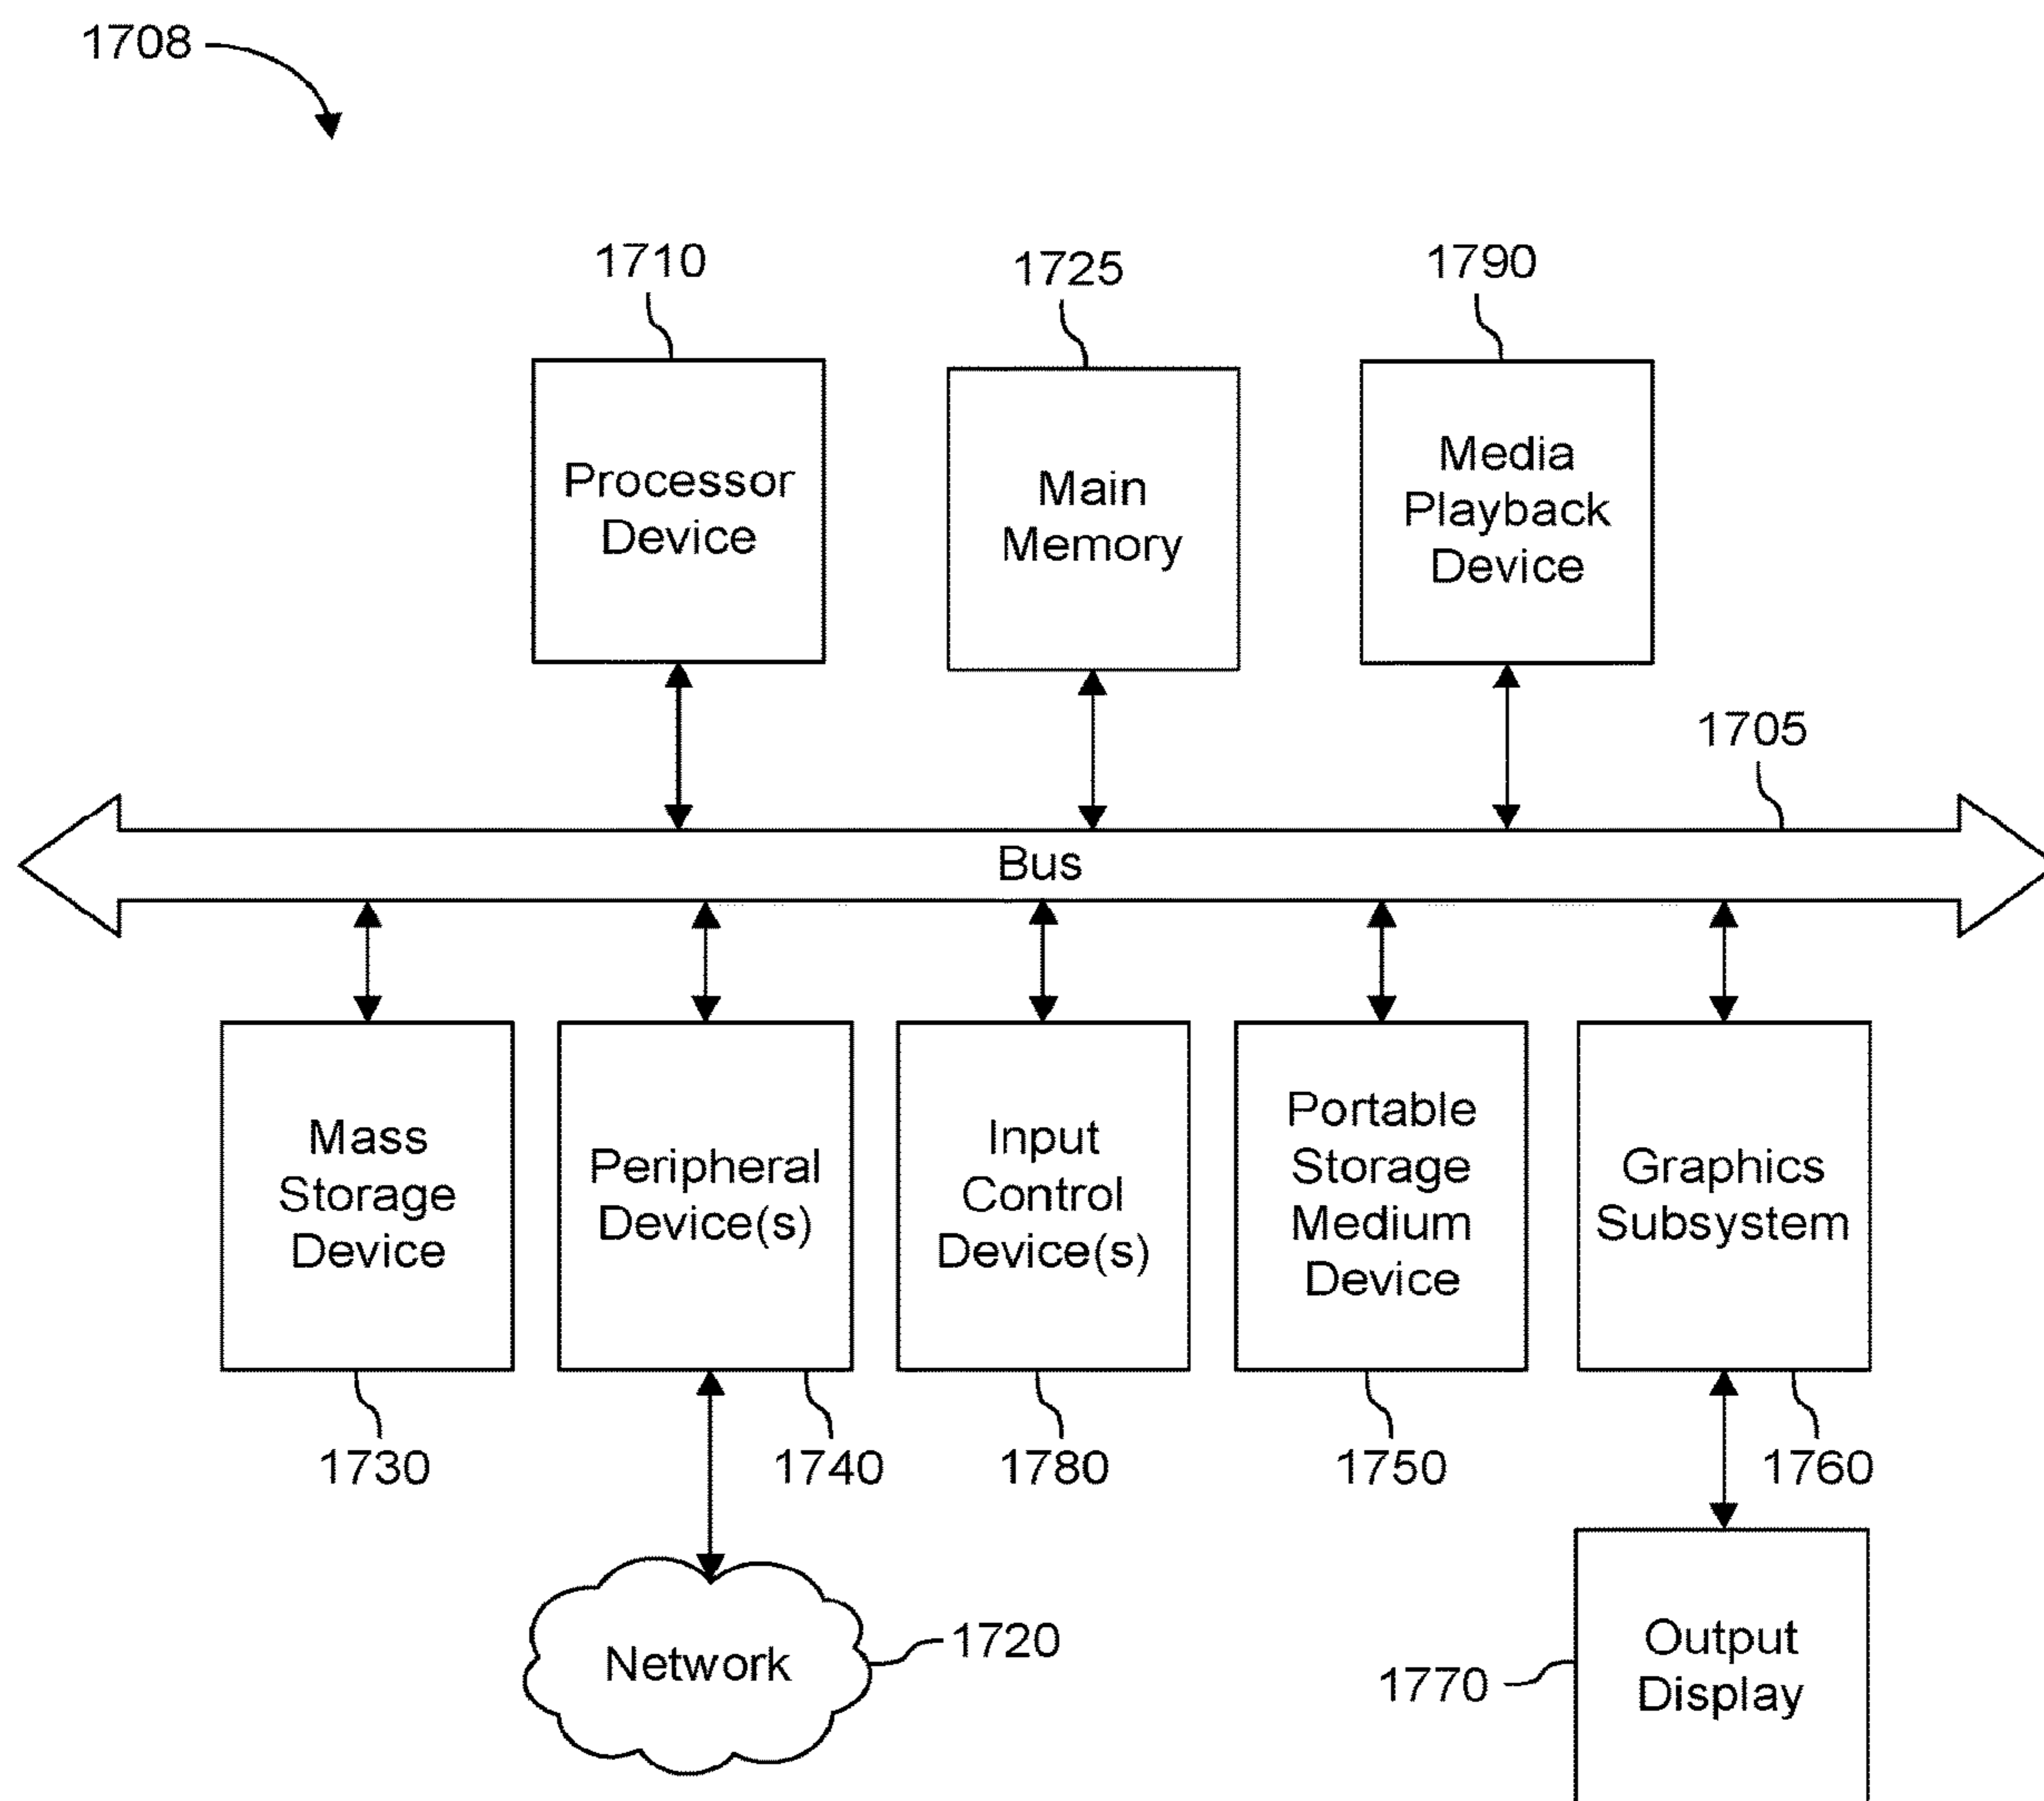 1708
1710
1725
1790
Processor
Device
Main
Memory
Media
Playback
Device
1705
Bus
Mass
Storage
Device
Peripheral
Device(s)
Input
Control
Device(s)
Portable
Storage
Medium
Device
Graphics
Subsystem
1730
1740
1780
1750
1760
Network
1720
1770
Output
Display